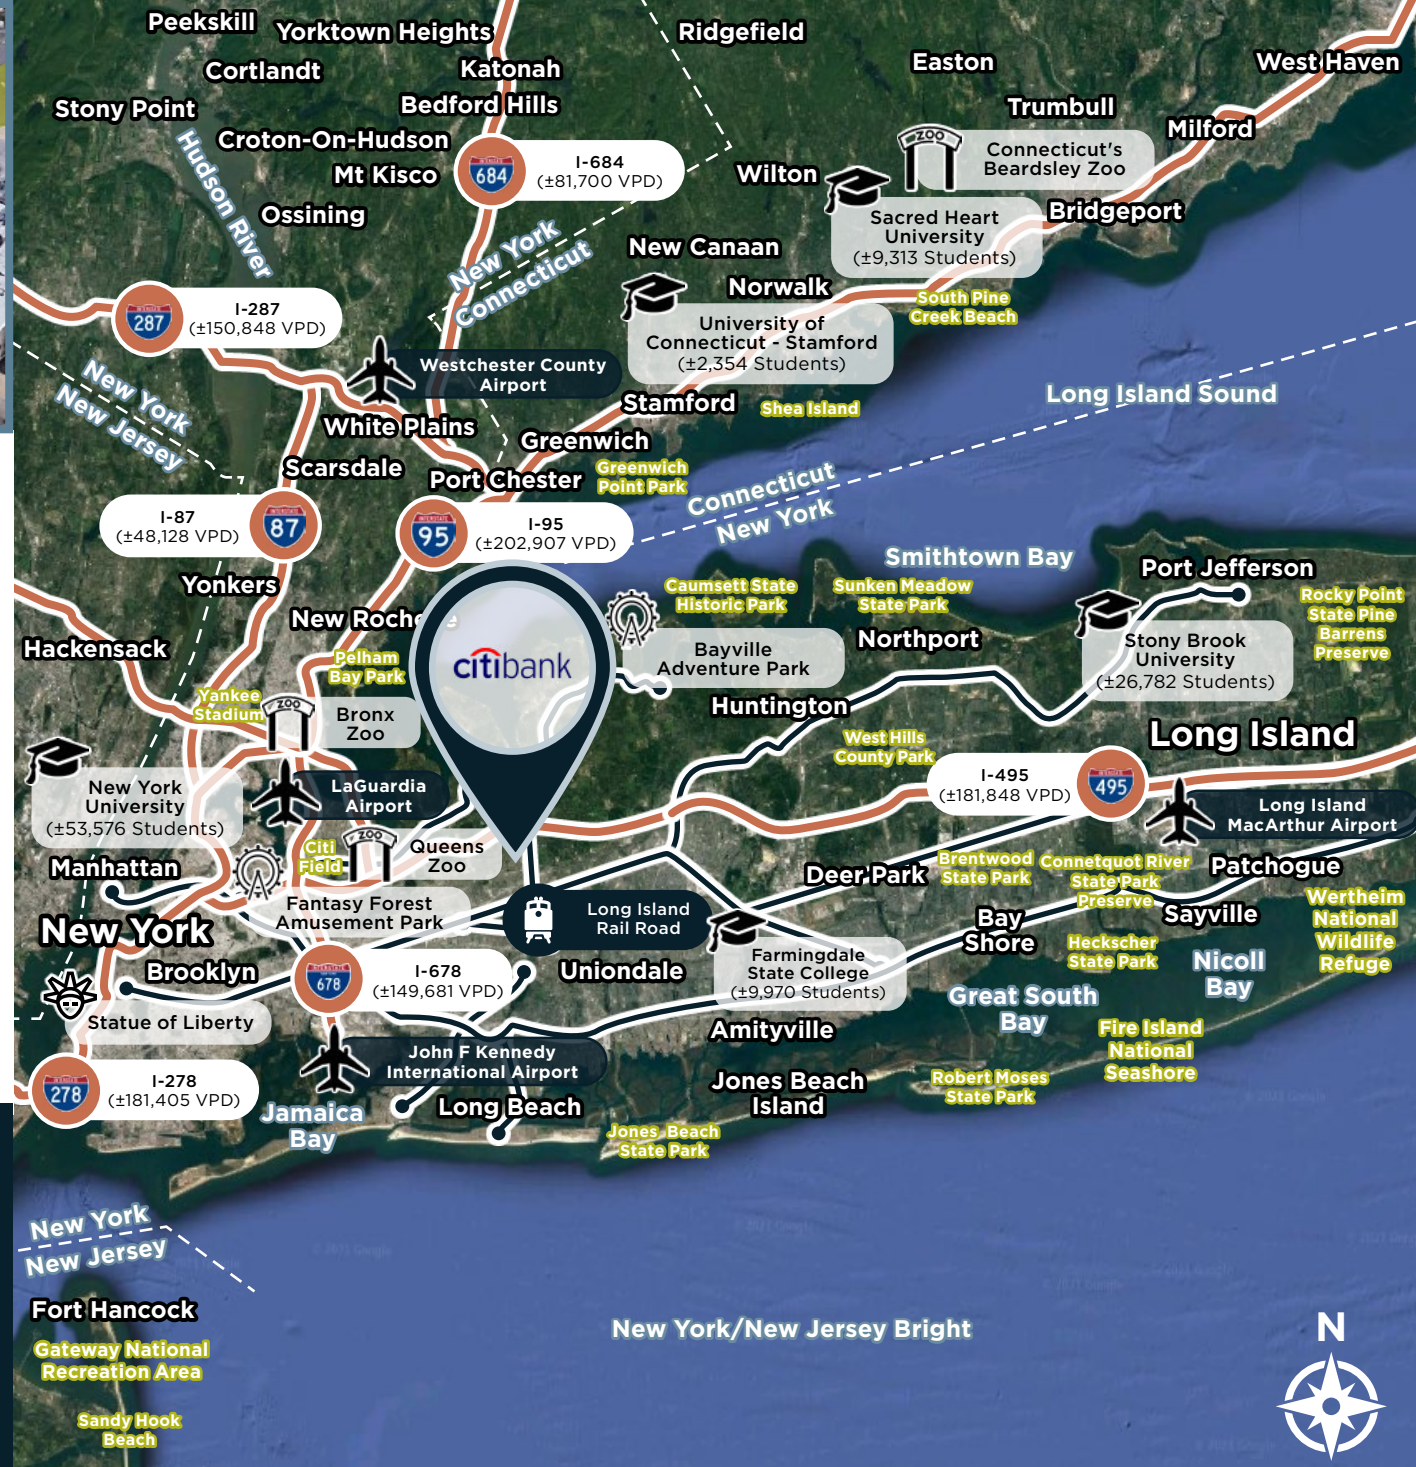 Peekskill
Yorktown Heights
Ridgefield
Easton
West Haven
Cortlandt
Katonah
Stony Point
Bedford Hills
Trumbull
Milford
Croton-On-Hudson
Hudson River
Mt Kisco
684
I-684
(±81,700 VPD)
Wilton
ZOO
Connecticut's
Beardsley Zoo
Ossining
Sacred Heart
University
(±9,313 Students)
Bridgeport
New York
Connecticut
New Canaan
Norwalk
South Pine
Creek Beach
287
I-287
(±150,848 VPD)
University of
Connecticut - Stamford
(±2,354 Students)
Westchester County
Airport
New York
New Jersey
Long Island Sound
Stamford
Shea Island
White Plains
Greenwich
Scarsdale
Port Chester
Greenwich
Point Park
Connecticut
New York
I-87
(±48,128 VPD)
87
INTERSTATE
95
I-95
(±202,907 VPD)
Smithtown Bay
Port Jefferson
Yonkers
Caumsett State
Historic Park
Sunken Meadow
State Park
Rocky Point
State Pine
Barrens
Preserve
New Roche
Hackensack
citibank
Bayville
Adventure Park
Northport
Stony Brook
University
(±26,782 Students)
Pelham
Bay Park
Yankee
Stadium
ZOO
Bronx
Zoo
Huntington
West Hills
County Park
Long Island
New York
University
(±53,576 Students)
LaGuardia
Airport
I-495
(±181,848 VPD)
495
Long Island
MacArthur Airport
Citi
Field
ZOO
Queens
Zoo
Manhattan
Deer Park
Brentwood
State Park
Connetquot River
State Park
Preserve
Patchogue
Fantasy Forest
Amusement Park
Long Island
Rail Road
Bay
Shore
Sayville
Wertheim
National
Wildlife
Refuge
New York
Brooklyn
678
I-678
(±149,681 VPD)
Uniondale
Farmingdale
State College
(±9,970 Students)
Heckscher
State Park
Nicoll
Bay
Statue of Liberty
Great South
Bay
Amityville
Fire Island
National
Seashore
John F Kennedy
International Airport
278
I-278
(±181,405 VPD)
Jamaica
Bay
Long Beach
Jones Beach
Island
Robert Moses
State Park
Jones Beach
State Park
New York
New Jersey
Fort Hancock
Gateway National
Recreation Area
Sandy Hook
Beach
New York/New Jersey Bright
N